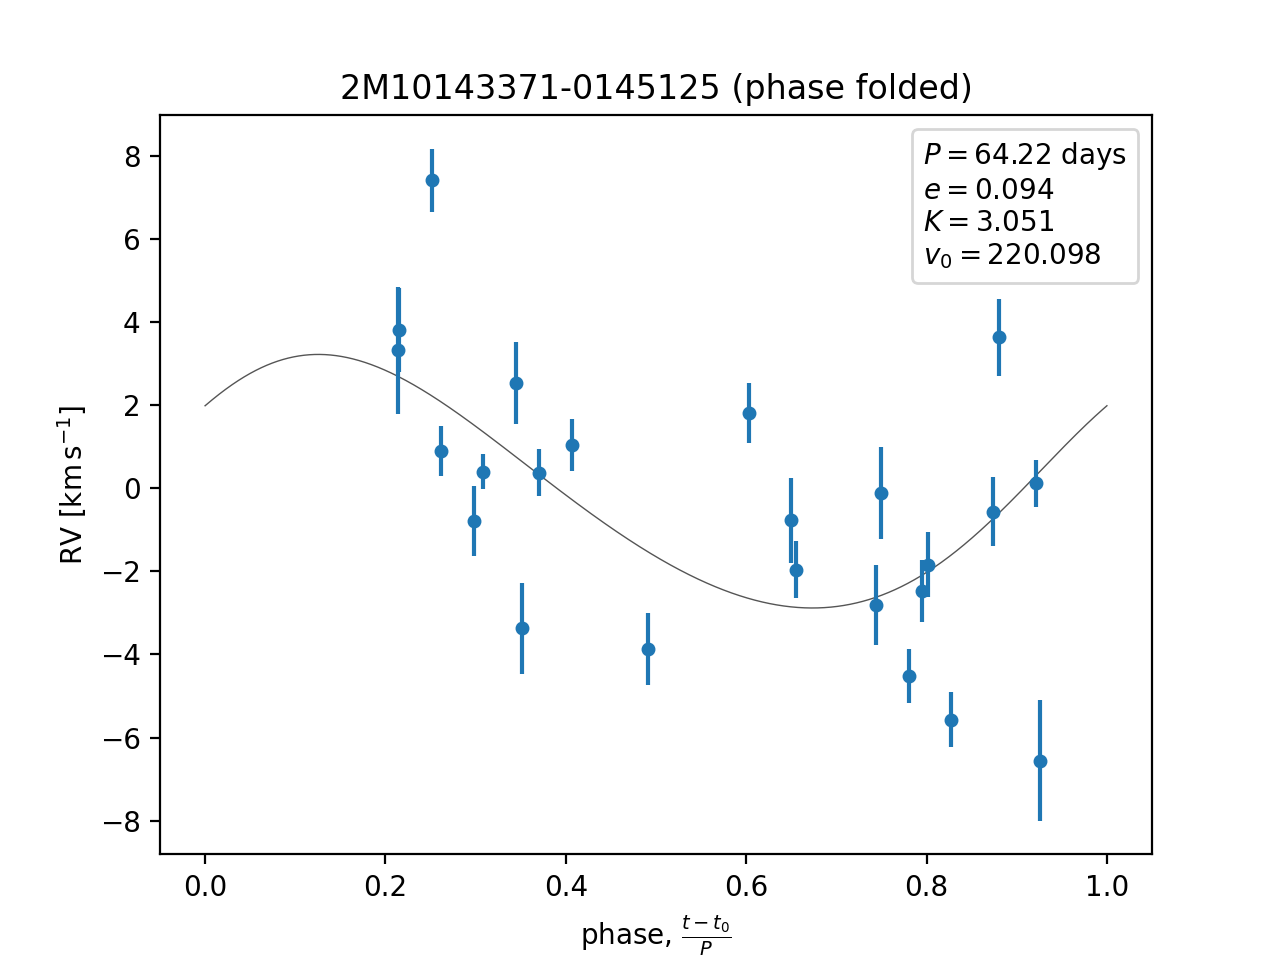 2M10143371-0145125 (phase folded)
P = 64.22 days
e = 0.094
K = 3.051
v₀ = 220.098
RV [km s⁻¹]
8
6
4
2
0
−2
−4
−6
−8
0.0 0.2 0.4 0.6 0.8 1.0
phase, (t − t₀)/P